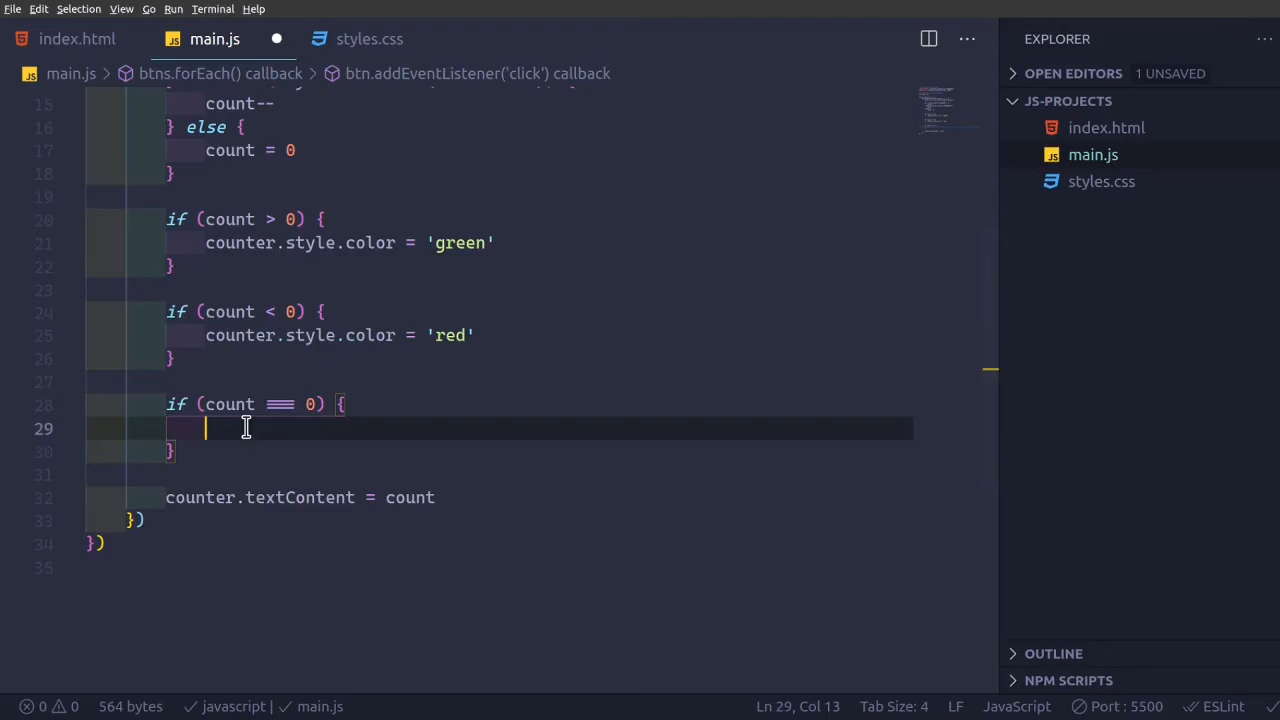 File Edit Selection View Go Run Terminal Help
index.html main.js styles.css
main.js > btns.forEach() callback > btn.addEventListener('click') callback
15 count--
16 } else {
17 count = 0
18 }
19
20 if (count > 0) {
21 counter.style.color = 'green'
22 }
23
24 if (count < 0) {
25 counter.style.color = 'red'
26 }
27
28 if (count === 0) {
29
30 }
31
32 counter.textContent = count
33 })
34 })
35
EXPLORER
OPEN EDITORS 1 UNSAVED
JS-PROJECTS
index.html
main.js
styles.css
OUTLINE
NPM SCRIPTS
0 0 564 bytes javascript | main.js Ln 29, Col 13 Tab Size: 4 LF JavaScript Port : 5500 ESLint